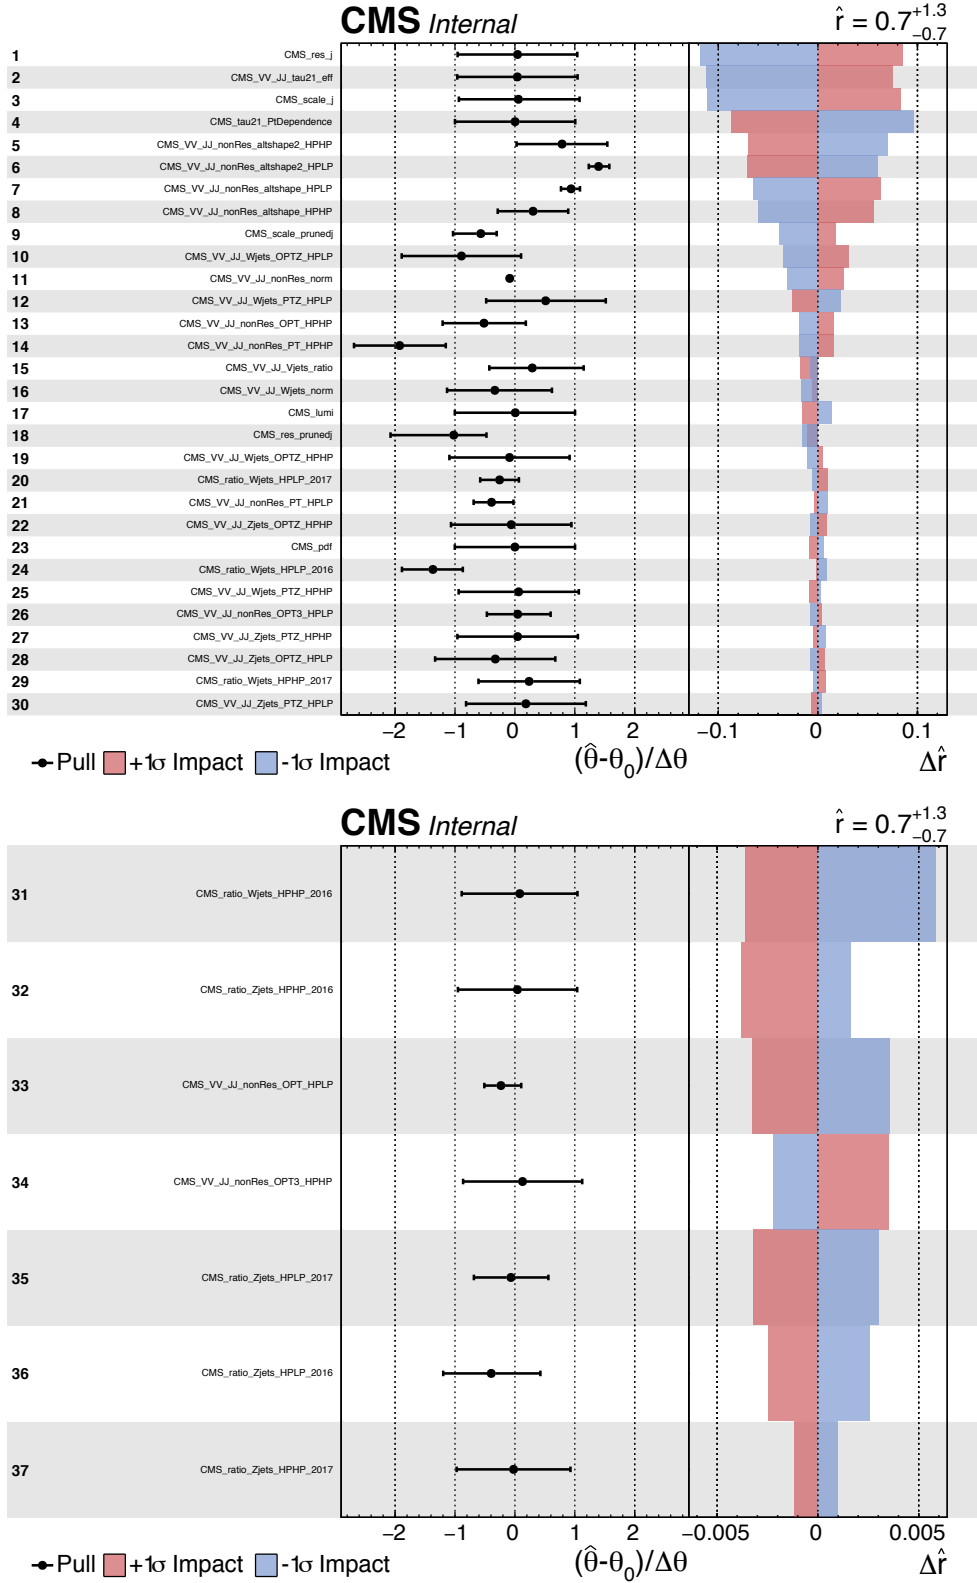 CMS Internal r̂ = 0.7 +1.3 −0.7
1 CMS_res_j
2 CMS_VV_JJ_tau21_eff
3 CMS_scale_j
4 CMS_tau21_PtDependence
5 CMS_VV_JJ_nonRes_altshape2_HPHP
6 CMS_VV_JJ_nonRes_altshape2_HPLP
7 CMS_VV_JJ_nonRes_altshape_HPLP
8 CMS_VV_JJ_nonRes_altshape_HPHP
9 CMS_scale_prunedj
10 CMS_VV_JJ_Wjets_OPTZ_HPLP
11 CMS_VV_JJ_nonRes_norm
12 CMS_VV_JJ_Wjets_PTZ_HPLP
13 CMS_VV_JJ_nonRes_OPT_HPHP
14 CMS_VV_JJ_nonRes_PT_HPHP
15 CMS_VV_JJ_Vjets_ratio
16 CMS_VV_JJ_Wjets_norm
17 CMS_lumi
18 CMS_res_prunedj
19 CMS_VV_JJ_Wjets_OPTZ_HPHP
20 CMS_ratio_Wjets_HPLP_2017
21 CMS_VV_JJ_nonRes_PT_HPLP
22 CMS_VV_JJ_Zjets_OPTZ_HPHP
23 CMS_pdf
24 CMS_ratio_Wjets_HPLP_2016
25 CMS_VV_JJ_Wjets_PTZ_HPHP
26 CMS_VV_JJ_nonRes_OPT3_HPLP
27 CMS_VV_JJ_Zjets_PTZ_HPHP
28 CMS_VV_JJ_Zjets_OPTZ_HPLP
29 CMS_ratio_Wjets_HPHP_2017
30 CMS_VV_JJ_Zjets_PTZ_HPLP
−2 −1 0 1 2 −0.1 0 0.1
Pull +1σ Impact -1σ Impact (θ̂-θ0)/Δθ Δr̂
CMS Internal r̂ = 0.7 +1.3 −0.7
31 CMS_ratio_Wjets_HPHP_2016
32 CMS_ratio_Zjets_HPHP_2016
33 CMS_VV_JJ_nonRes_OPT_HPLP
34 CMS_VV_JJ_nonRes_OPT3_HPHP
35 CMS_ratio_Zjets_HPLP_2017
36 CMS_ratio_Zjets_HPLP_2016
37 CMS_ratio_Zjets_HPHP_2017
−2 −1 0 1 2 −0.005 0 0.005
Pull +1σ Impact -1σ Impact (θ̂-θ0)/Δθ Δr̂